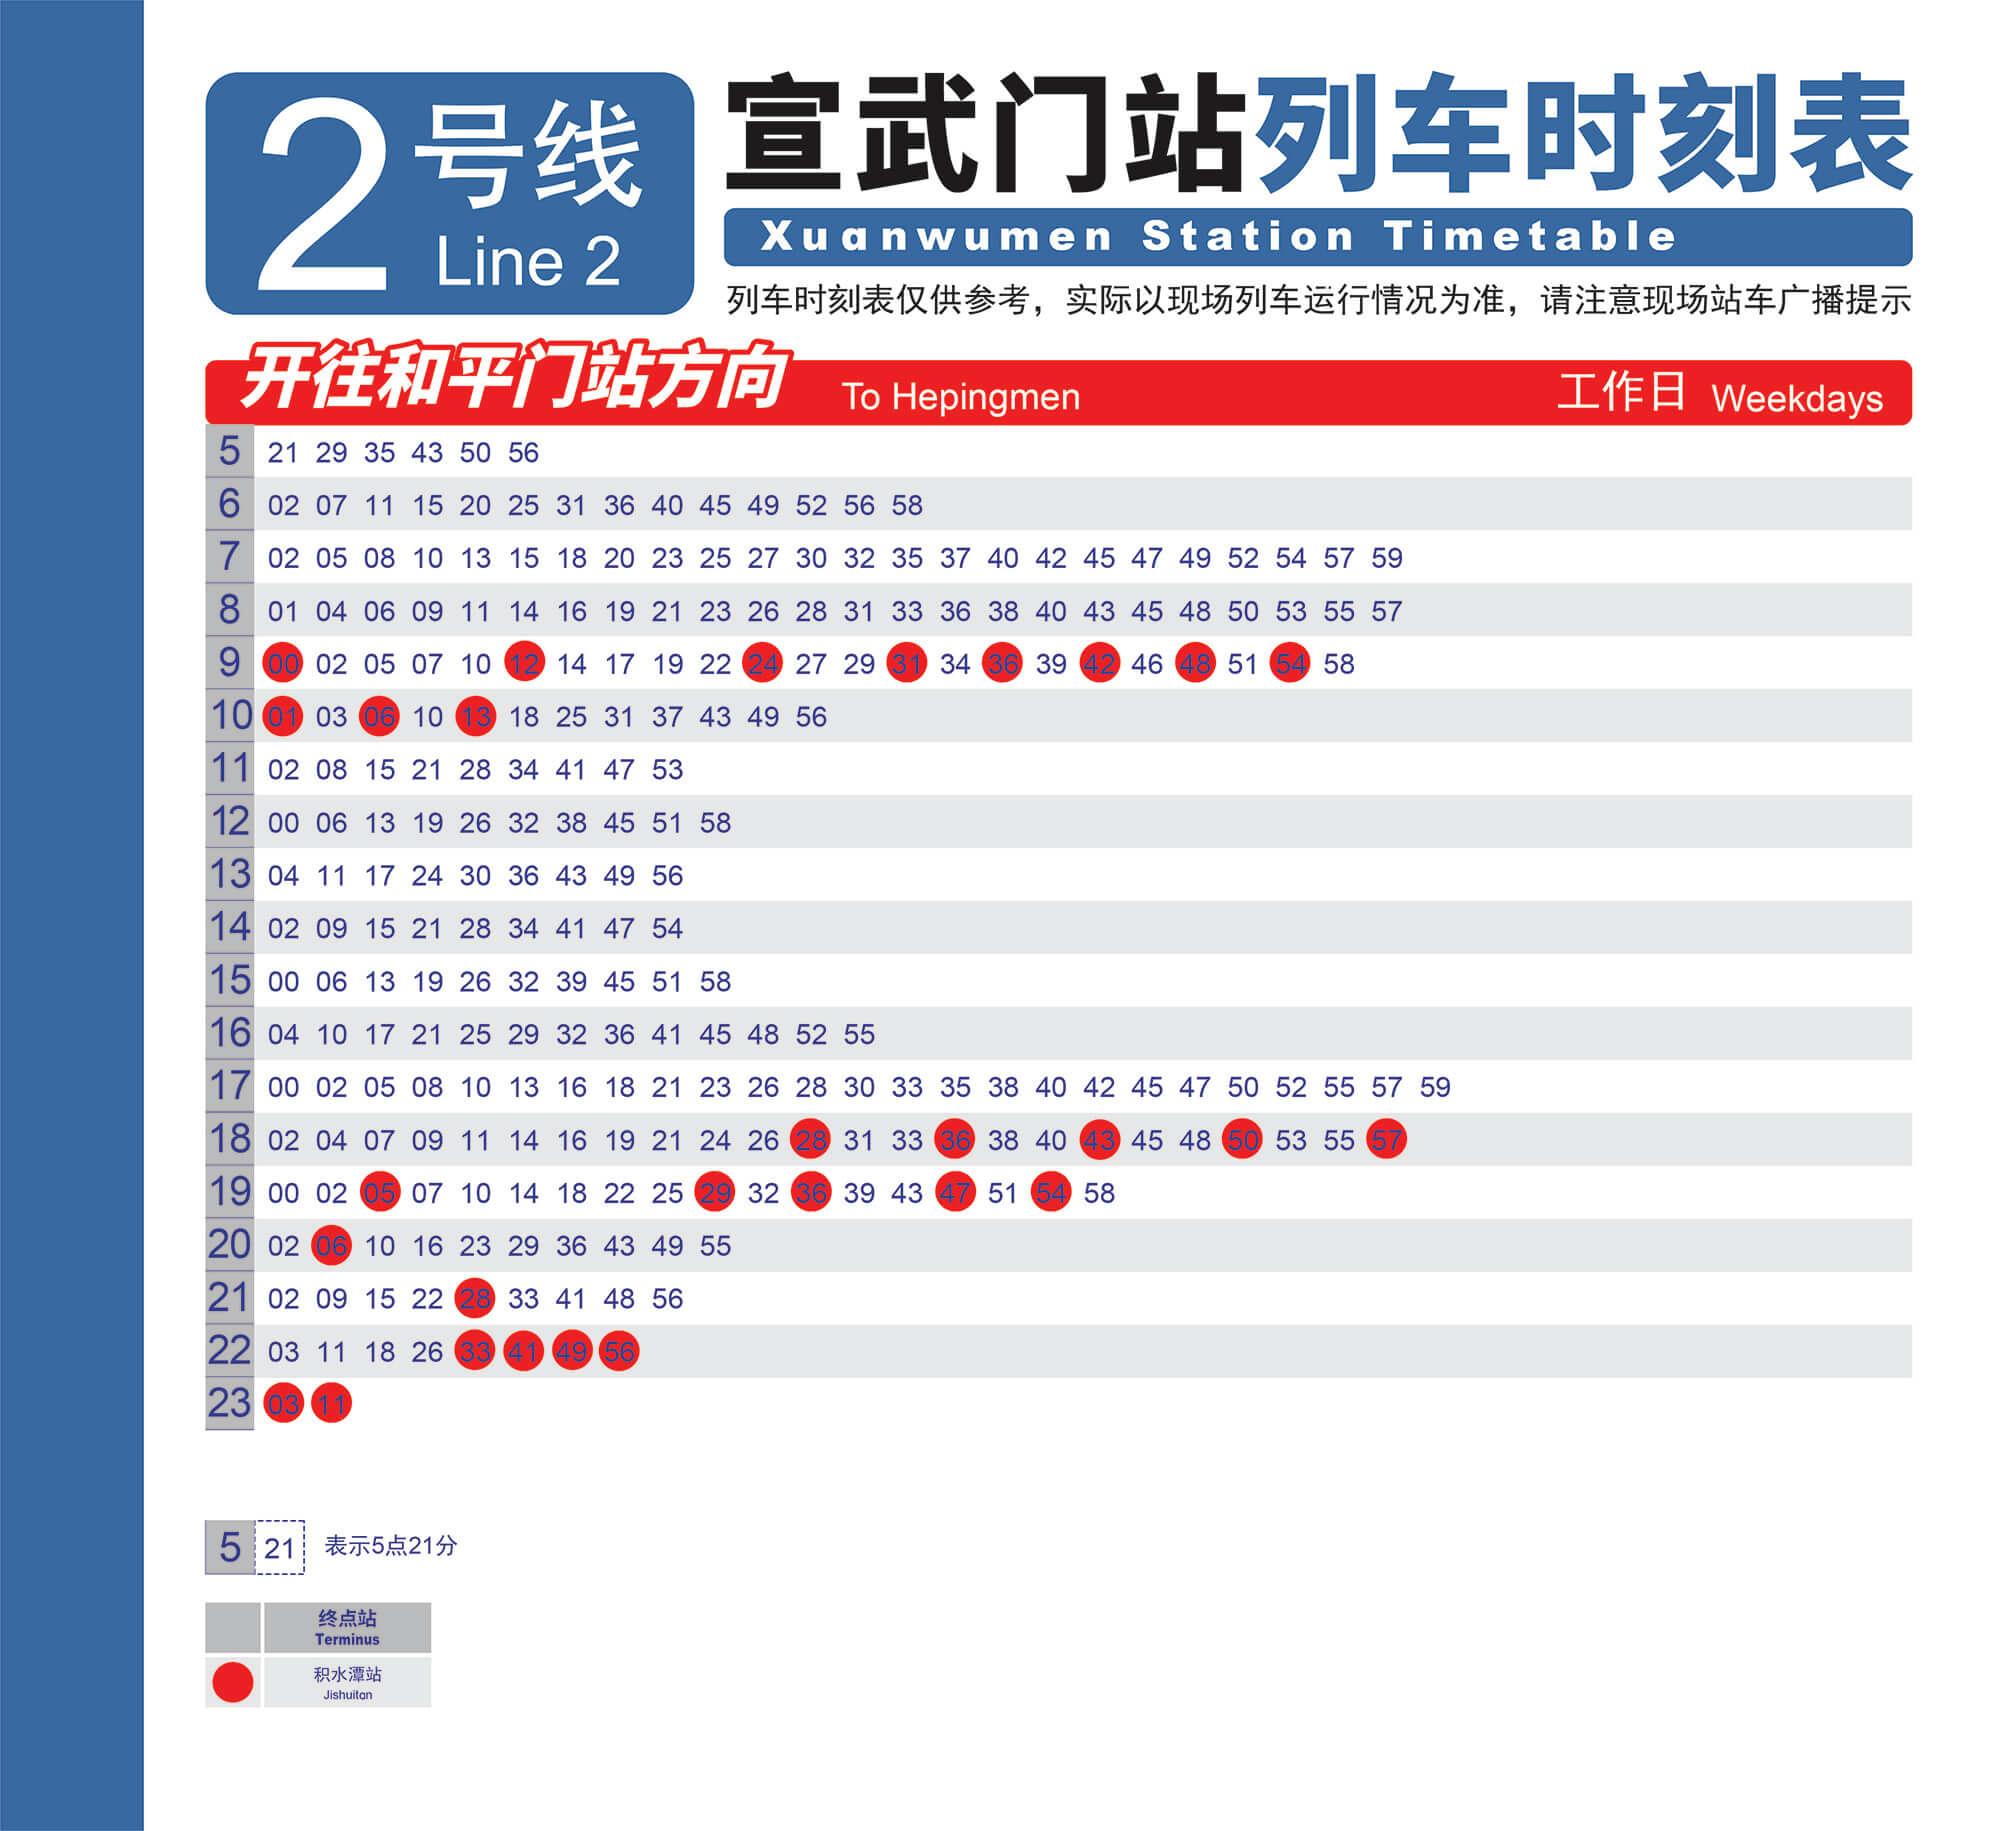 2号线
Line 2
宣武门站列车时刻表
Xuanwumen Station Timetable
列车时刻表仅供参考，实际以现场列车运行情况为准，请注意现场站车广播提示
开往和平门站方向 To Hepingmen 工作日 Weekdays
5 21 29 35 43 50 56
6 02 07 11 15 20 25 31 36 40 45 49 52 56 58
7 02 05 08 10 13 15 18 20 23 25 27 30 32 35 37 40 42 45 47 49 52 54 57 59
8 01 04 06 09 11 14 16 19 21 23 26 28 31 33 36 38 40 43 45 48 50 53 55 57
9 00 02 05 07 10 12 14 17 19 22 24 27 29 31 34 36 39 42 46 48 51 54 58
10 01 03 06 10 13 18 25 31 37 43 49 56
11 02 08 15 21 28 34 41 47 53
12 00 06 13 19 26 32 38 45 51 58
13 04 11 17 24 30 36 43 49 56
14 02 09 15 21 28 34 41 47 54
15 00 06 13 19 26 32 39 45 51 58
16 04 10 17 21 25 29 32 36 41 45 48 52 55
17 00 02 05 08 10 13 16 18 21 23 26 28 30 33 35 38 40 42 45 47 50 52 55 57 59
18 02 04 07 09 11 14 16 19 21 24 26 28 31 33 36 38 40 43 45 48 50 53 55 57
19 00 02 05 07 10 14 18 22 25 29 32 36 39 43 47 51 54 58
20 02 06 10 16 23 29 36 43 49 55
21 02 09 15 22 28 33 41 48 56
22 03 11 18 26 33 41 49 56
23 03 11
5 21 表示5点21分
终点站
Terminus
积水潭站
Jishuitan